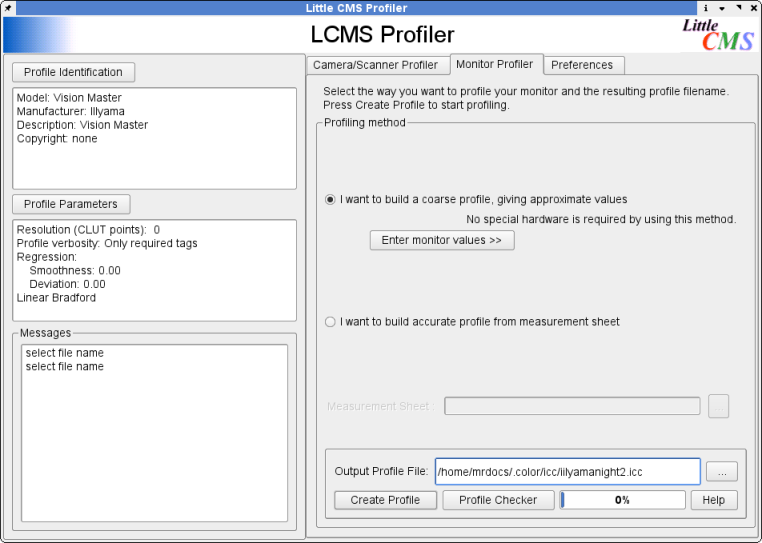 Little CMS Profiler
LCMS Profiler
Little
CMS
Profile Identification
Model: Vision Master
Manufacturer: Illyama
Description: Vision Master
Copyright: none
Profile Parameters
Resolution (CLUT points):  0
Profile verbosity: Only required tags
Regression:
Smoothness: 0.00
Deviation: 0.00
Linear Bradford
Messages
select file name
select file name
Camera/Scanner Profiler
Monitor Profiler
Preferences
Select the way you want to profile your monitor and the resulting profile filename.
Press Create Profile to start profiling.
Profiling method
I want to build a coarse profile, giving approximate values
No special hardware is required by using this method.
Enter monitor values >>
I want to build accurate profile from measurement sheet
Measurement Sheet:
...
Output Profile File:
/home/mrdocs/.color/icc/iilyamanight2.icc
...
Create Profile
Profile Checker
0%
Help